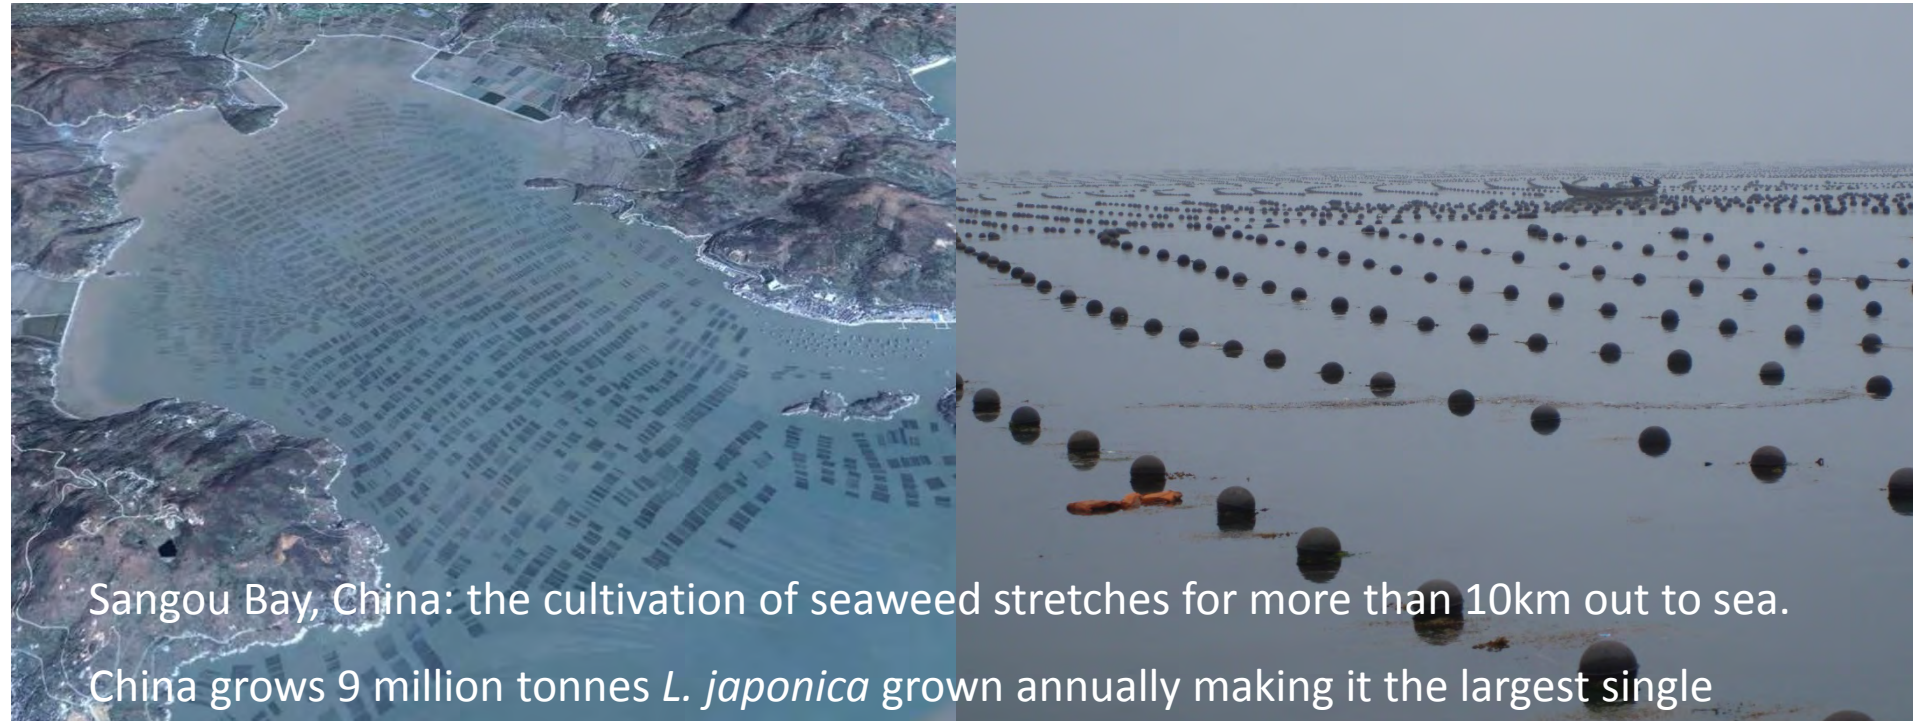 Sangou Bay, China: the cultivation of seaweed stretches for more than 10km out to sea.
China grows 9 million tonnes L. japonica grown annually making it the largest single